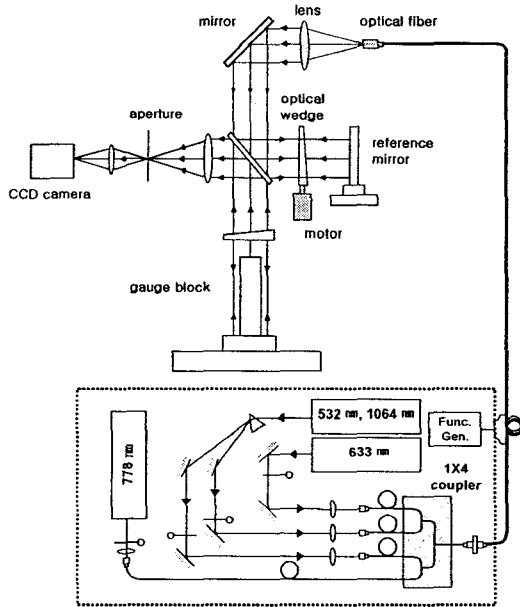 mirror
lens
optical fiber
aperture
optical
wedge
reference
mirror
CCD camera
motor
gauge block
532 nm, 1064 nm
633 nm
778 nm
Func.
Gen.
1X4
coupler